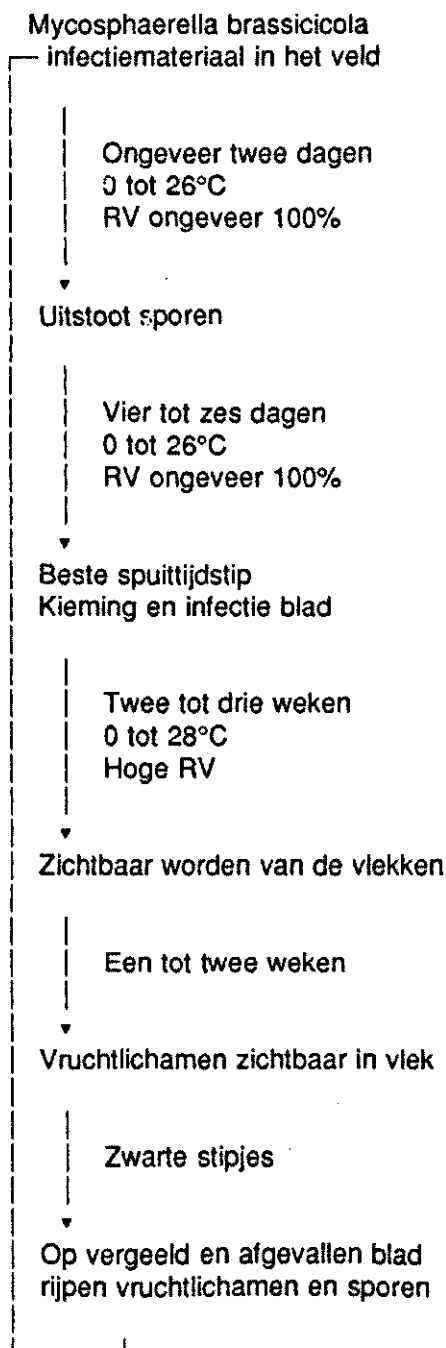 Mycosphaerella brassicicola
infectiemateriaal in het veld
Ongeveer twee dagen
0 tot 26°C
RV ongeveer 100%
Uitstoot sporen
Vier tot zes dagen
0 tot 26°C
RV ongeveer 100%
Beste spuittijdstip
Kieming en infectie blad
Twee tot drie weken
0 tot 28°C
Hoge RV
Zichtbaar worden van de vlekken
Een tot twee weken
Vruchtlichamen zichtbaar in vlek
Zwarte stipjes
Op vergeeld en afgevallen blad
rijpen vruchtlichamen en sporen